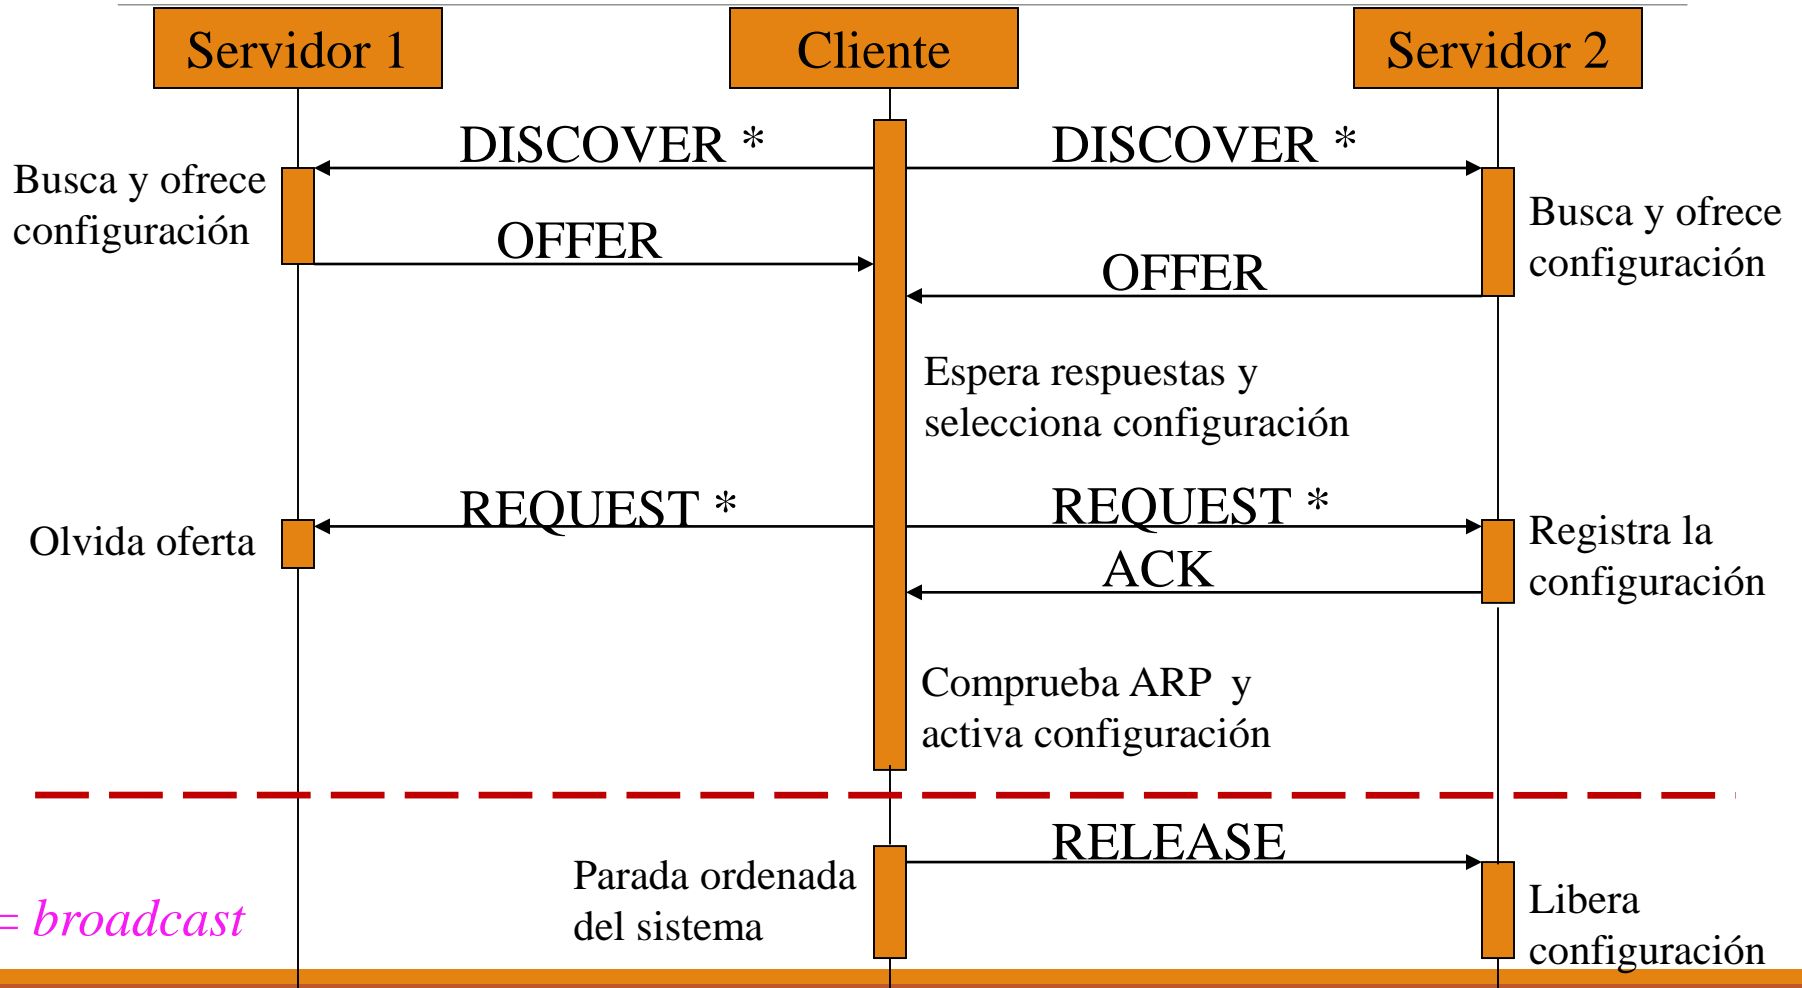 Servidor 1
Cliente
Servidor 2
DISCOVER *
DISCOVER *
Busca y ofrece
configuración
Busca y ofrece
configuración
OFFER
OFFER
Espera respuestas y
selecciona configuración
REQUEST *
REQUEST *
Olvida oferta
Registra la
configuración
ACK
Comprueba ARP y
activa configuración
RELEASE
Parada ordenada
del sistema
Libera
configuración
= broadcast